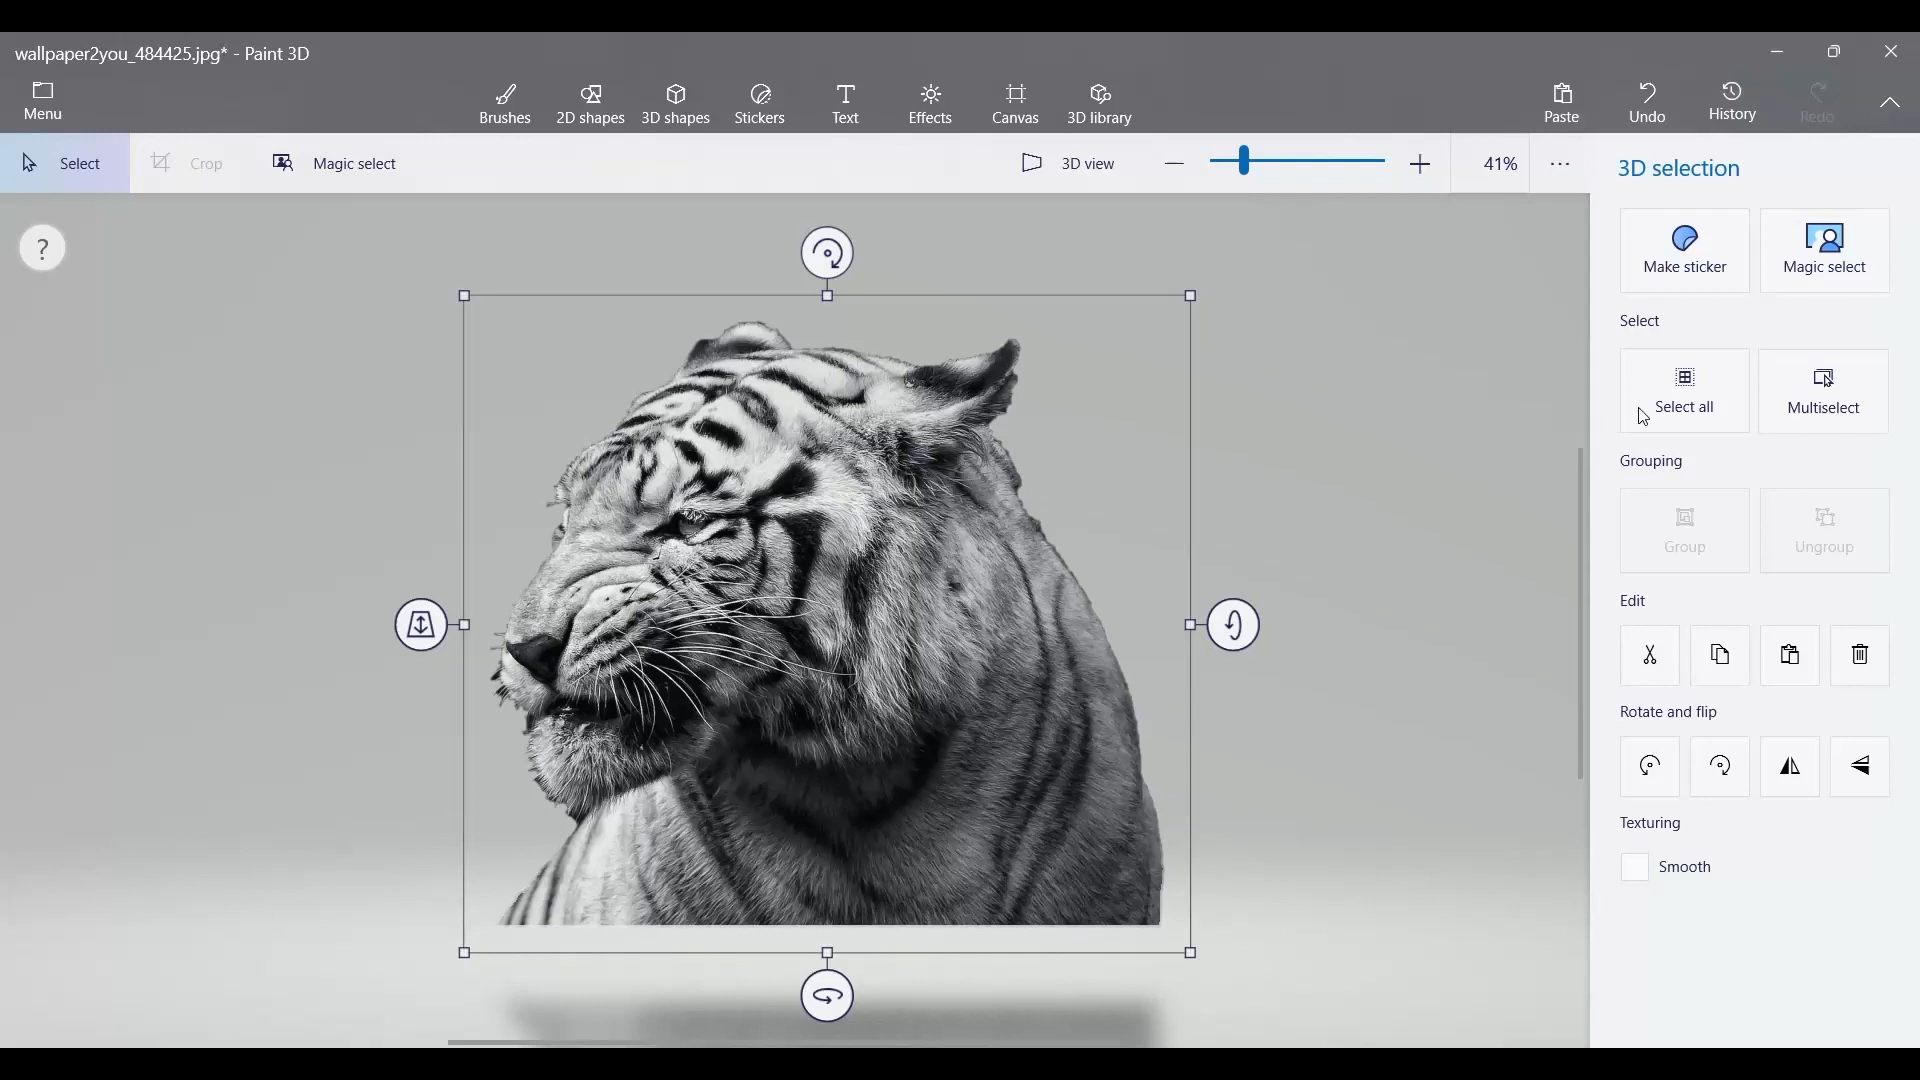 wallpaper2you_484425.jpg* - Paint 3D
Menu
Brushes
2D shapes
3D shapes
Stickers
Text
Effects
Canvas
3D library
Paste
Undo
History
Redo
Select
Crop
Magic select
3D view
41%
3D selection
?
Make sticker
Magic select
Select
Select all
Multiselect
Grouping
Group
Ungroup
Edit
Rotate and flip
Texturing
Smooth